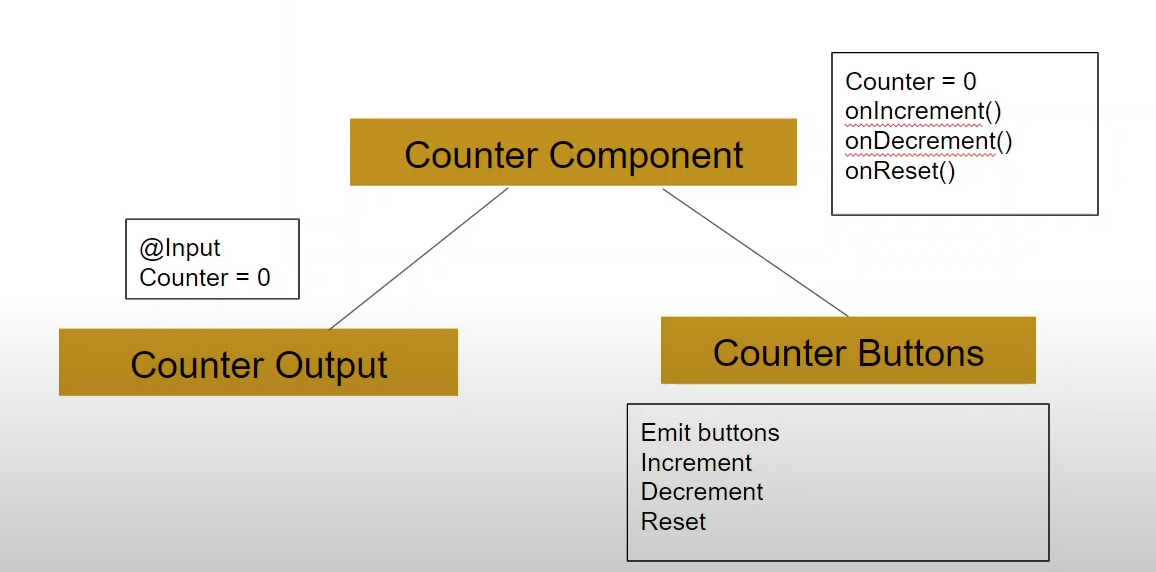 Counter Component
Counter = 0
onIncrement()
onDecrement()
onReset()
@Input
Counter = 0
Counter Output
Counter Buttons
Emit buttons
Increment
Decrement
Reset